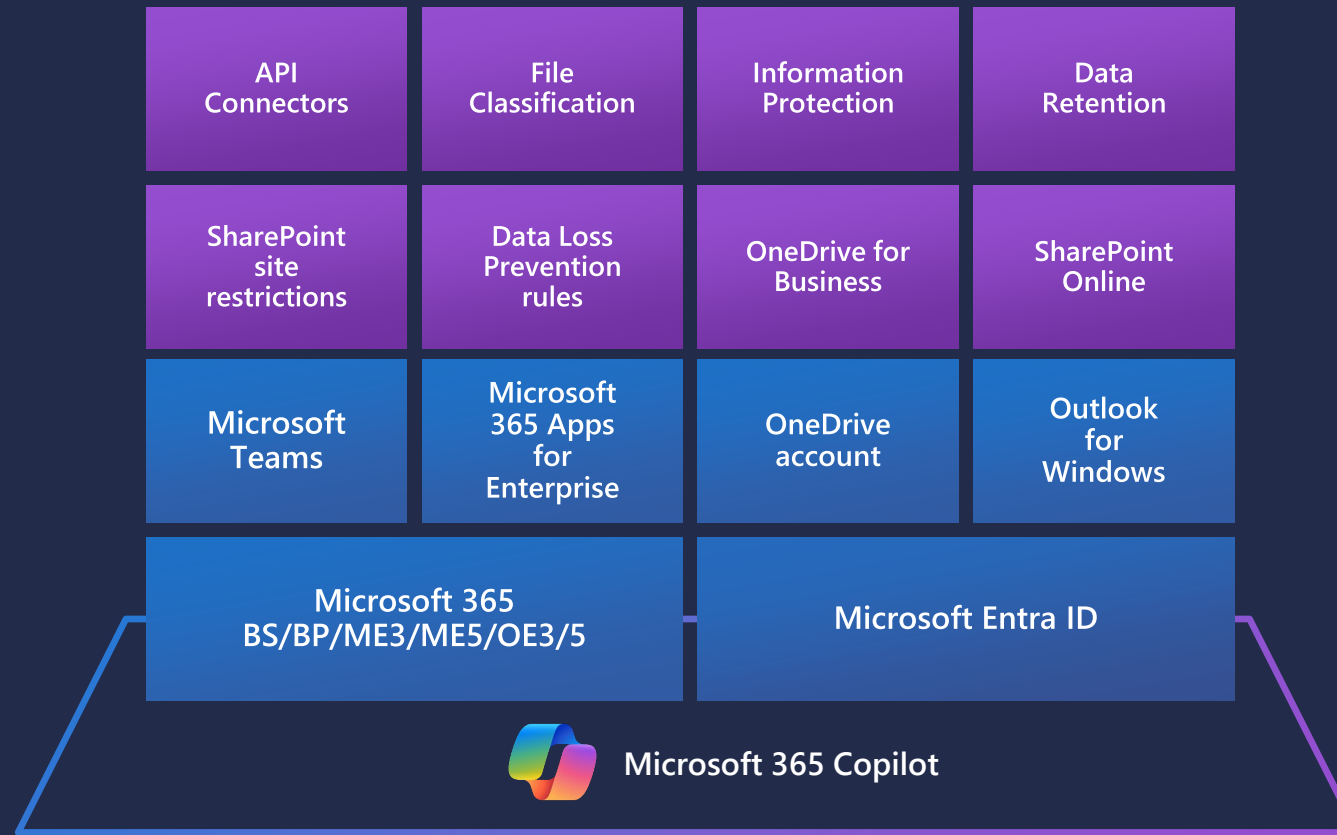 API
Connectors
File
Classification
Information
Protection
Data
Retention
SharePoint
site
restrictions
Data Loss
Prevention
rules
OneDrive for
Business
SharePoint
Online
Microsoft
Teams
Microsoft
365 Apps
for
Enterprise
OneDrive
account
Outlook
for
Windows
Microsoft 365
BS/BP/ME3/ME5/OE3/5
Microsoft Entra ID
Microsoft 365 Copilot